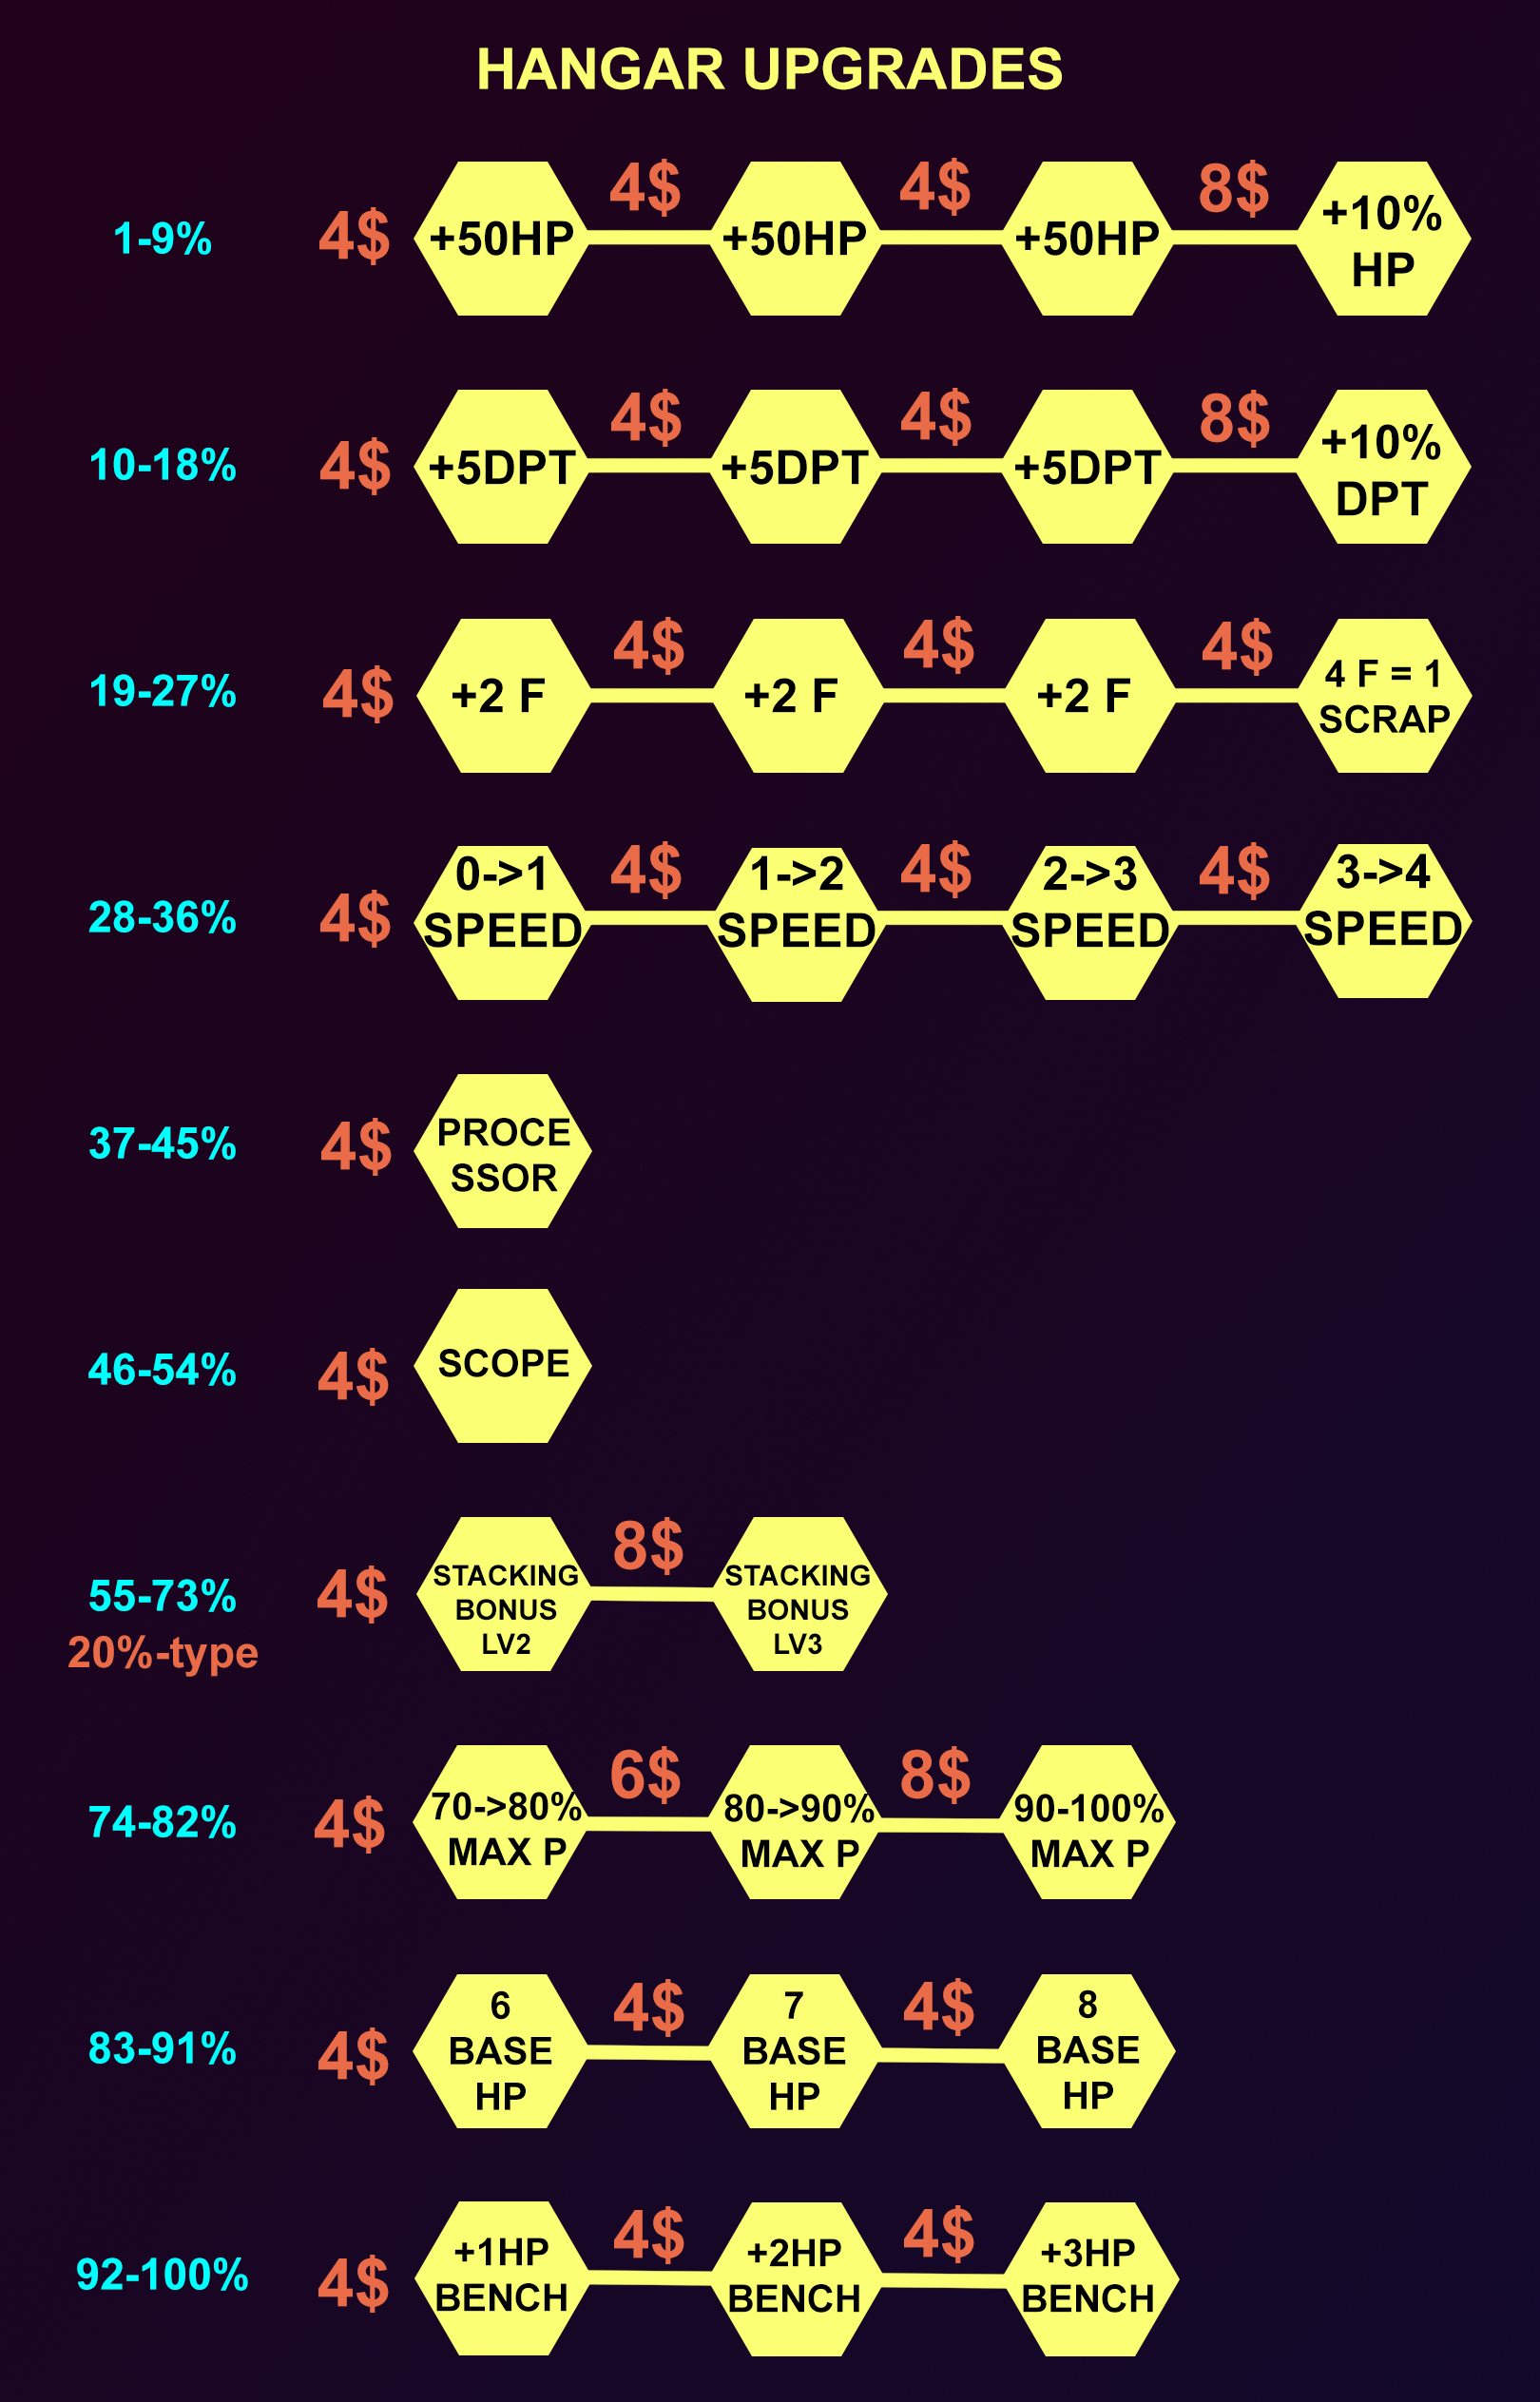 HANGAR UPGRADES
4$ 4$ 8$
1-9% 4$ +50HP +50HP +50HP +10%
HP
4$ 4$ 8$
10-18% 4$ +5DPT +5DPT +5DPT +10%
DPT
4$ 4$ 4$
19-27% 4$ +2 F +2 F +2 F 4 F = 1
SCRAP
4$ 4$ 4$
0->1 1->2 2->3 3->4
28-36% 4$ SPEED SPEED SPEED SPEED
37-45% 4$ PROCE
SSOR
46-54% 4$ SCOPE
8$
55-73% 4$ STACKING STACKING
BONUS BONUS
LV2 LV3
20%-type
6$ 8$
74-82% 4$ 70->80% 80->90% 90-100%
MAX P MAX P MAX P
4$ 4$
6 7 8
83-91% 4$ BASE BASE BASE
HP HP HP
4$ 4$
92-100% 4$ +1HP +2HP +3HP
BENCH BENCH BENCH